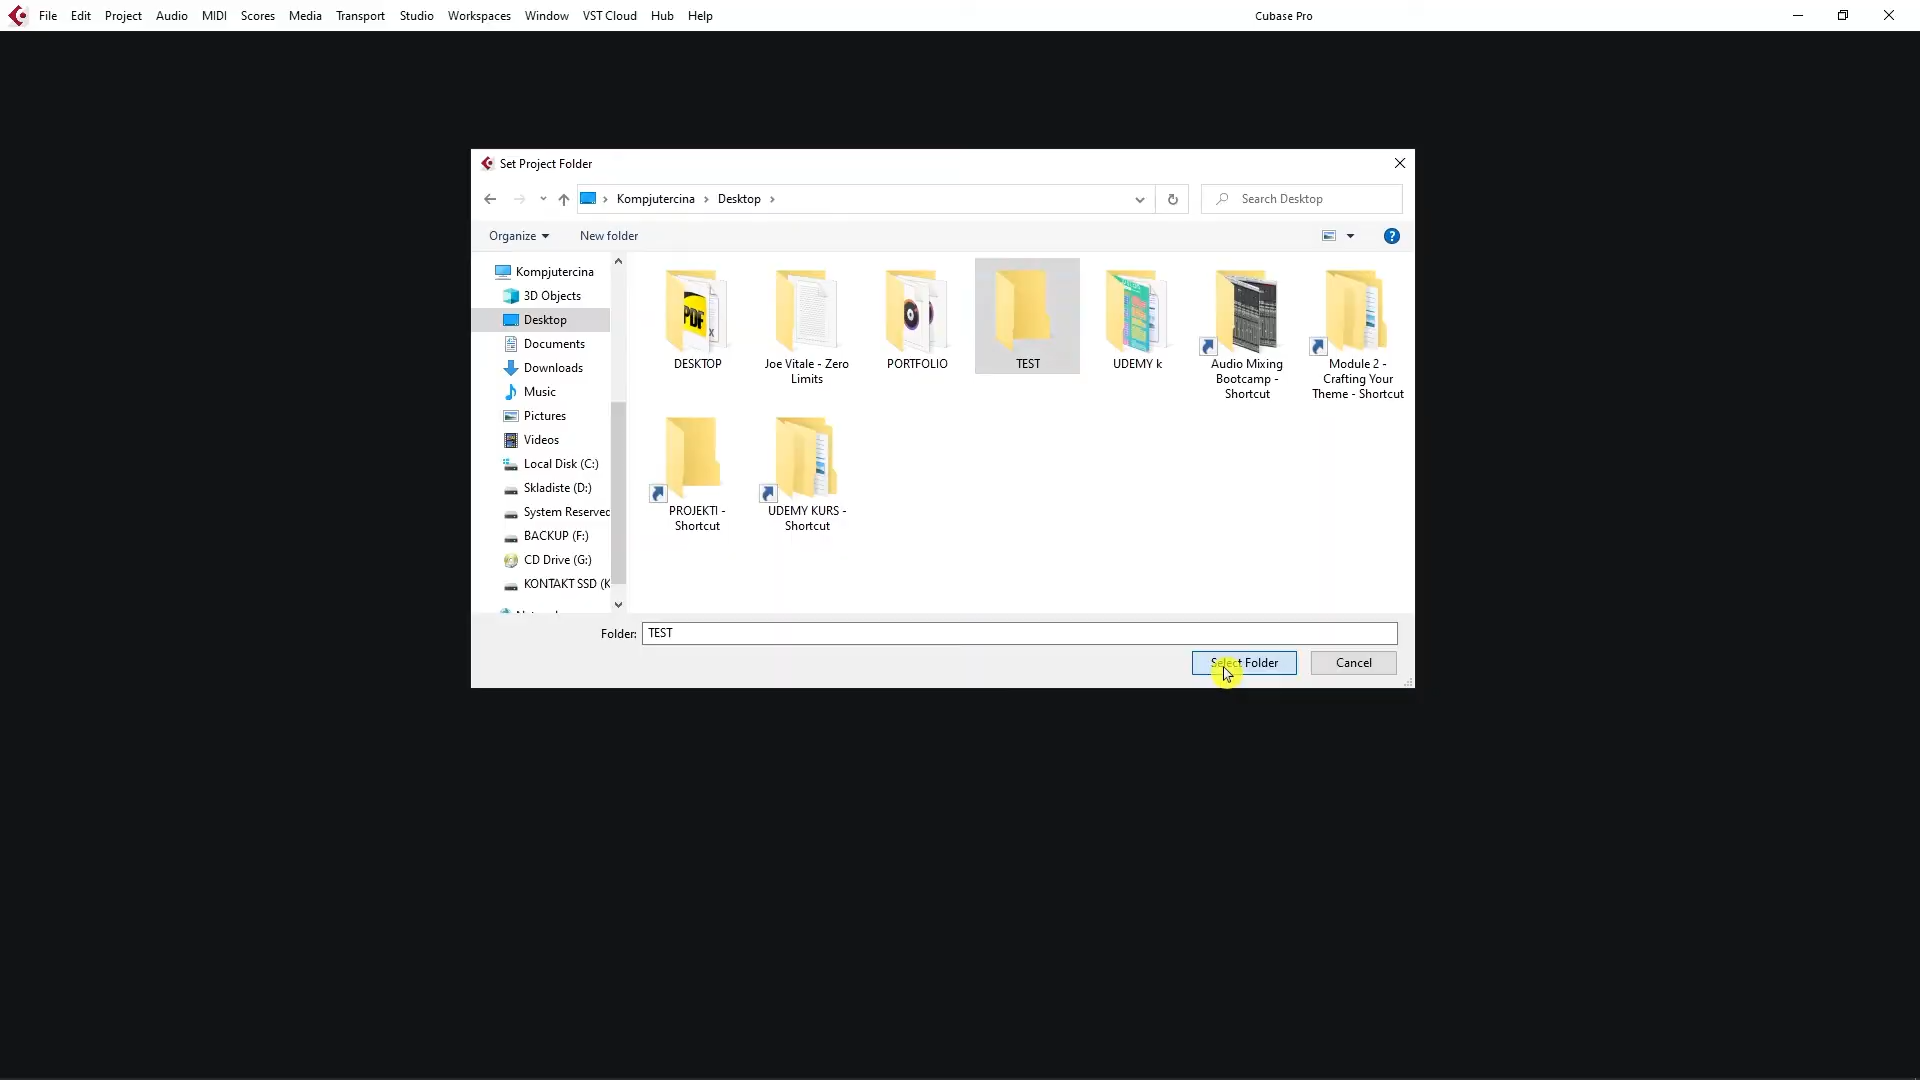 File Edit Project Audio MIDI Scores Media Transport Studio Workspaces Window VST Cloud Hub Help Cubase Pro
Set Project Folder
Kompjutercina > Desktop >
Search Desktop
Organize New folder
Kompjutercina
3D Objects
Desktop
Documents
Downloads
Music
Pictures
Videos
Local Disk (C:)
Skladiste (D:)
System Reserved
BACKUP (F:)
CD Drive (G:)
KONTAKT SSD (K
PDF
DESKTOP
Joe Vitale - Zero
Limits
PORTFOLIO
TEST
UDEMY k
Audio Mixing
Bootcamp -
Shortcut
Module 2 -
Crafting Your
Theme - Shortcut
PROJEKTI -
Shortcut
UDEMY KURS -
Shortcut
Folder: TEST
Select Folder Cancel